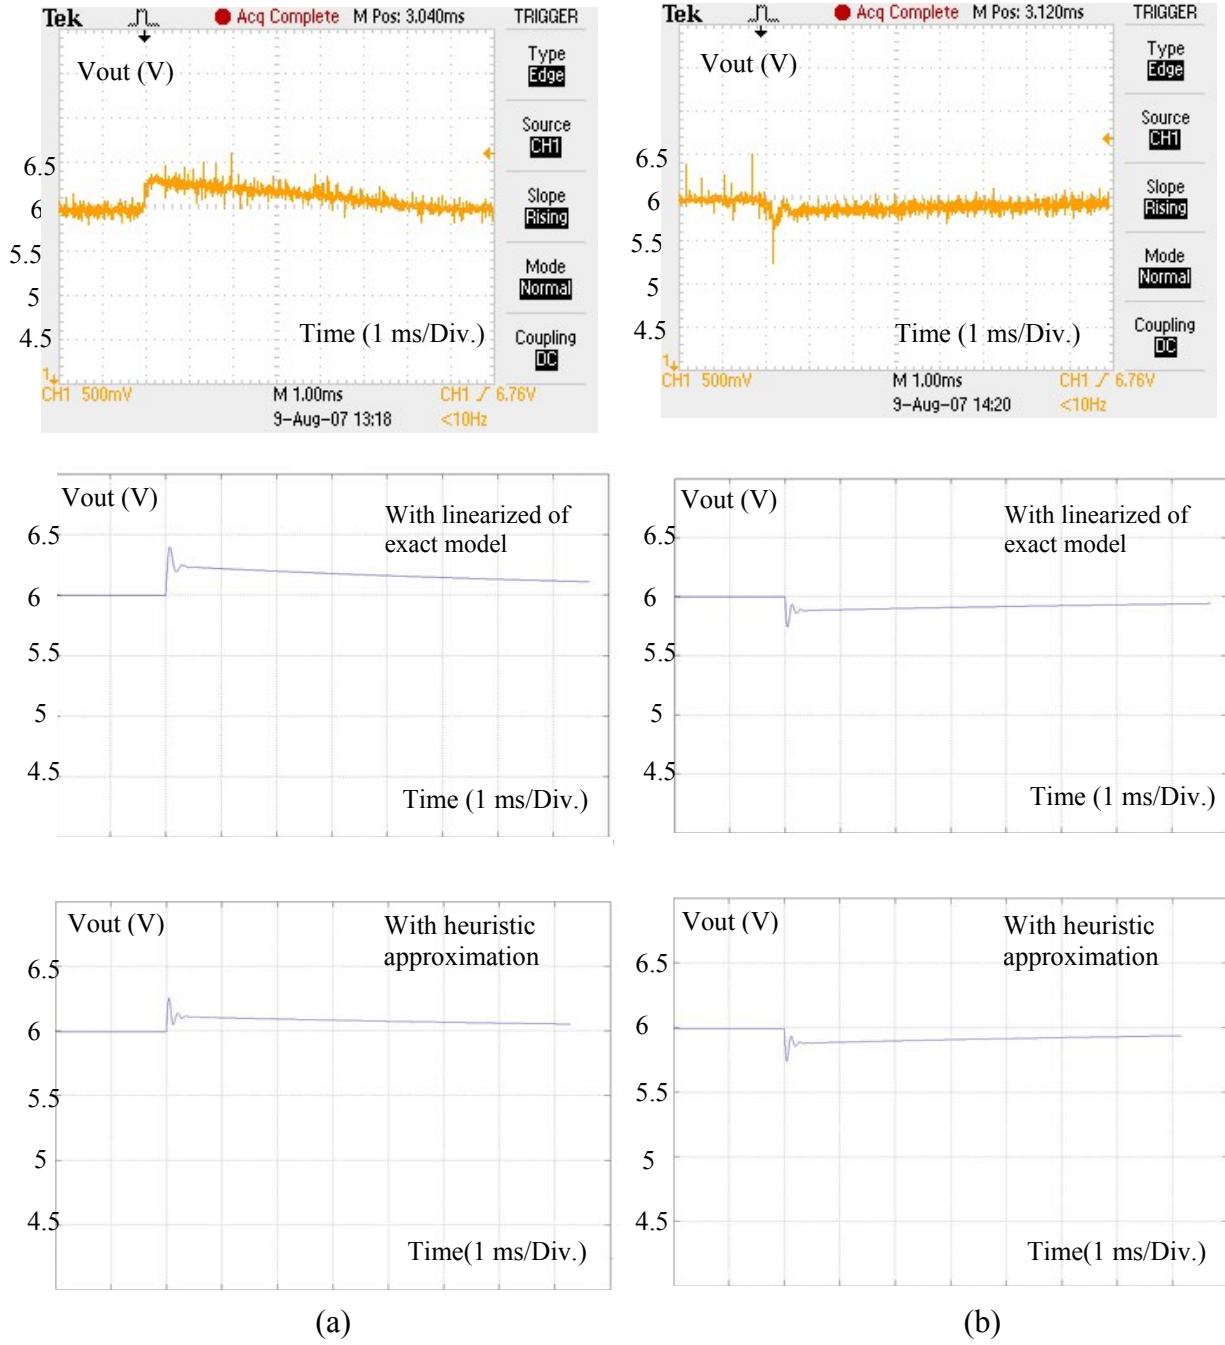 Tek Acq Complete M Pos: 3.040ms TRIGGER
Vout (V)
Type
Edge
Source
CH1
6.5
Slope
Rising
6
5.5
Mode
Normal
5
4.5
Time (1 ms/Div.)
Coupling
DC
1
CH1 500mV M 1.00ms CH1 6.76V
9-Aug-07 13:18 <10Hz
Tek Acq Complete M Pos: 3.120ms TRIGGER
Vout (V)
Type
Edge
Source
CH1
6.5
Slope
Rising
6
5.5
Mode
Normal
5
4.5
Time (1 ms/Div.)
Coupling
DC
1
CH1 500mV M 1.00ms CH1 6.76V
9-Aug-07 14:20 <10Hz
Vout (V)
With linearized of
exact model
6.5
6
5.5
5
4.5
Time (1 ms/Div.)
Vout (V)
With linearized of
exact model
6.5
6
5.5
5
4.5
Time (1 ms/Div.)
Vout (V)
With heuristic
approximation
6.5
6
5.5
5
4.5
Time(1 ms/Div.)
Vout (V)
With heuristic
approximation
6.5
6
5.5
5
4.5
Time(1 ms/Div.)
(a)
(b)